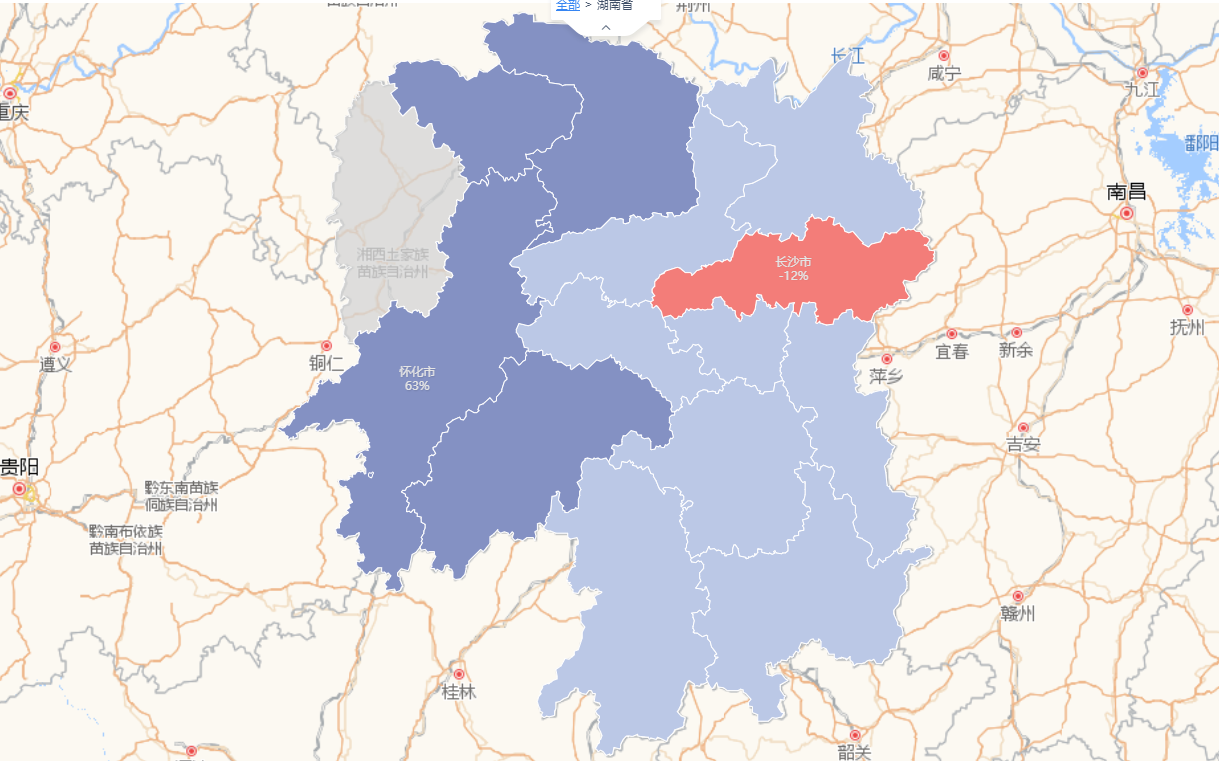 全部 > 湖南省
荆州
长江
咸宁
九江
重庆
鄱阳
南昌
湘西土家族
苗族自治州
长沙市
-12%
抚州
铜仁
遵义
宜春
新余
萍乡
怀化市
63%
吉安
贵阳
黔东南苗族
侗族自治州
黔南布依族
苗族自治州
赣州
桂林
韶关